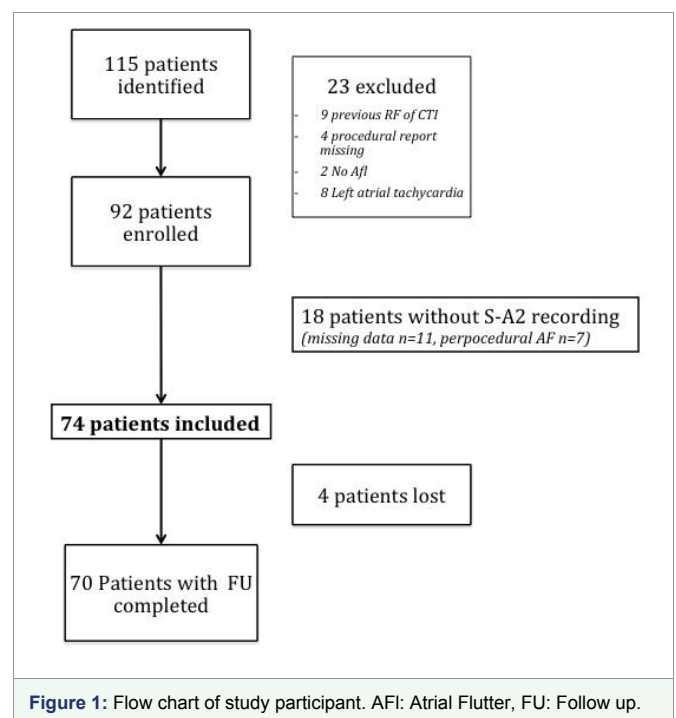 115 patients
identified
23 excluded
- 9 previous RF of CTI
- 4 procedural report
missing
- 2 No Afl
- 8 Left atrial tachycardia
92 patients
enrolled
18 patients without S-A2 recording
(missing data n=11, perpocedural AF n=7)
74 patients included
4 patients lost
70 Patients with FU
completed
Figure 1: Flow chart of study participant. AFl: Atrial Flutter, FU: Follow up.